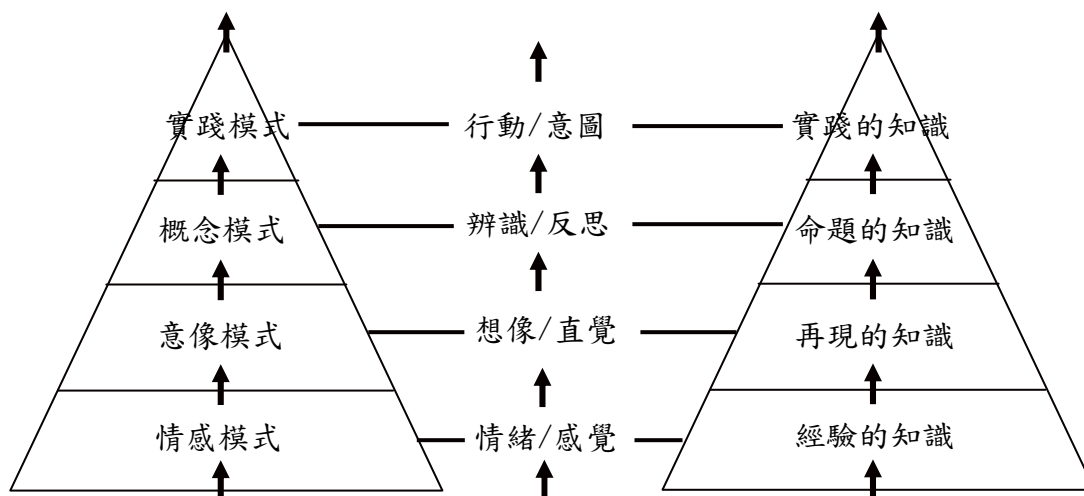 實踐模式 行動/意圖 實踐的知識
概念模式 辨識/反思 命題的知識
意像模式 想像/直覺 再現的知識
情感模式 情緒/感覺 經驗的知識